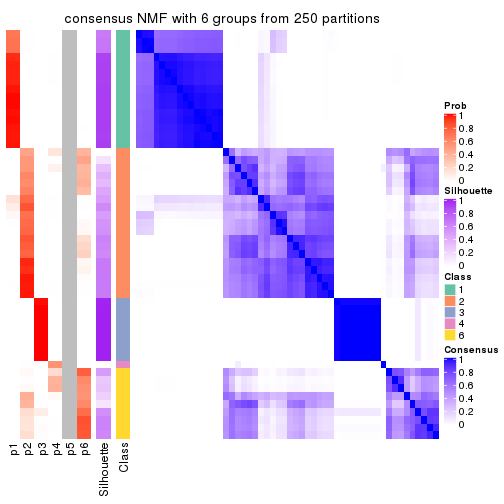 consensus NMF with 6 groups from 250 partitions
Prob
1
0.8
0.6
0.4
0.2
0
Silhouette
1
0.8
0.6
0.4
0.2
0
Class
1
2
3
4
6
Consensus
1
0.8
0.6
0.4
0.2
0
p1
p2
p3
p4
p5
p6
Silhouette
Class